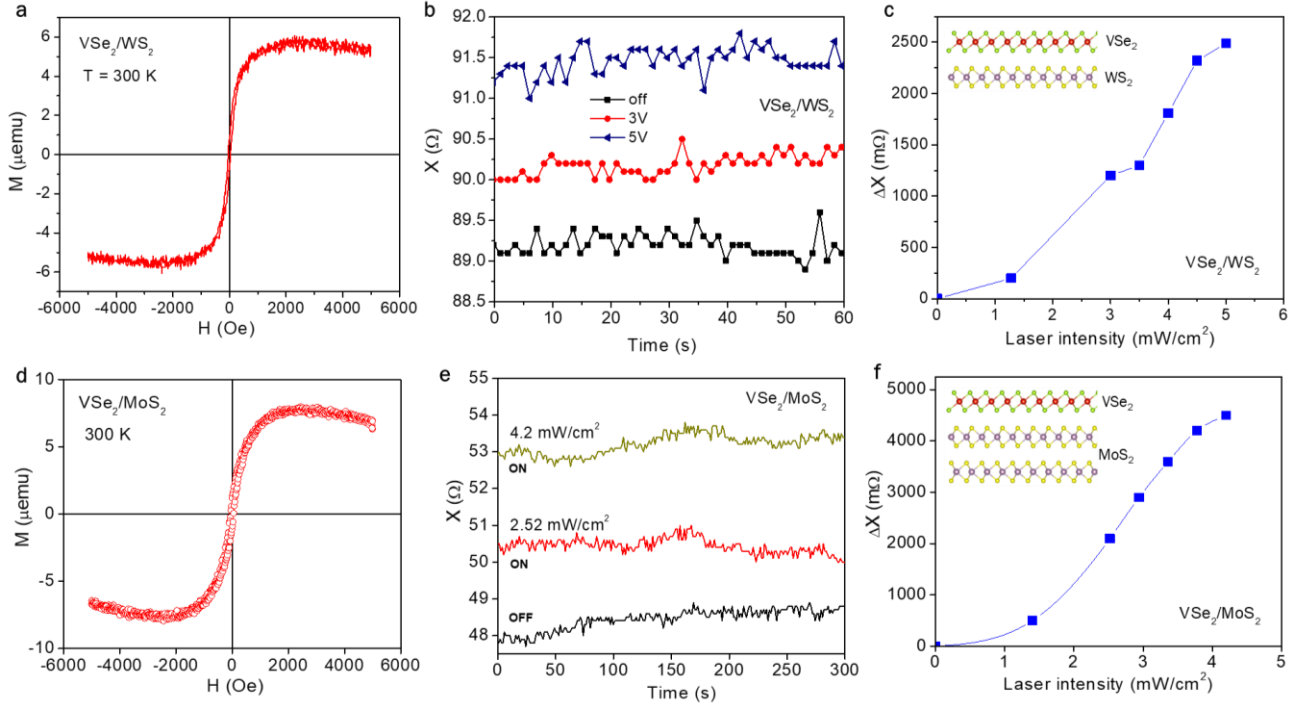 a
VSe₂/WS₂
T = 300 K
M (µemu)
6
4
2
0
-2
-4
-6
-6000 -4000 -2000 0 2000 4000 6000
H (Oe)
b
X (Ω)
92.0
91.5
91.0
90.5
90.0
89.5
89.0
88.5
off
3V
5V
VSe₂/WS₂
0 10 20 30 40 50 60
Time (s)
c
ΔX (mΩ)
2500
2000
1500
1000
500
0
VSe₂
WS₂
VSe₂/WS₂
0 1 2 3 4 5 6
Laser intensity (mW/cm²)
d
VSe₂/MoS₂
300 K
M (µemu)
10
5
0
-5
-10
-6000 -4000 -2000 0 2000 4000 6000
H (Oe)
e
X (Ω)
55
54
53
52
51
50
49
48
VSe₂/MoS₂
4.2 mW/cm²
ON
2.52 mW/cm²
ON
OFF
0 50 100 150 200 250 300
Time (s)
f
ΔX (mΩ)
5000
4000
3000
2000
1000
0
VSe₂
MoS₂
VSe₂/MoS₂
0 1 2 3 4 5
Laser intensity (mW/cm²)